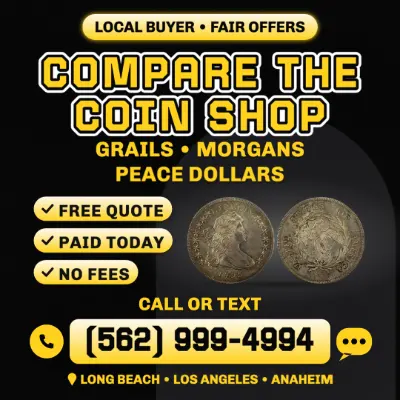 LOCAL BUYER • FAIR OFFERS
COMPARE THE
COIN SHOP
GRAILS • MORGANS
PEACE DOLLARS
FREE QUOTE
PAID TODAY
NO FEES
CALL OR TEXT
(562) 999-4994
LONG BEACH • LOS ANGELES • ANAHEIM